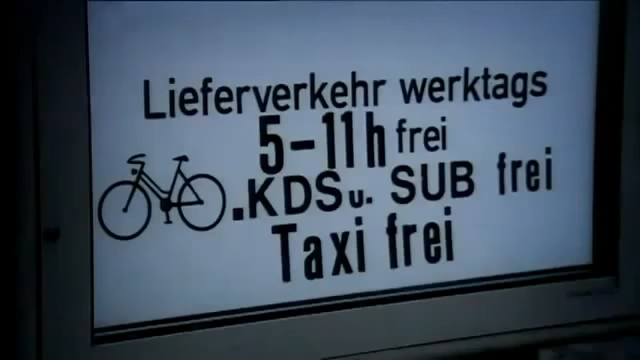 Lieferverkehr werktags
5-11h frei
.KDS u. SUB frei
Taxi frei